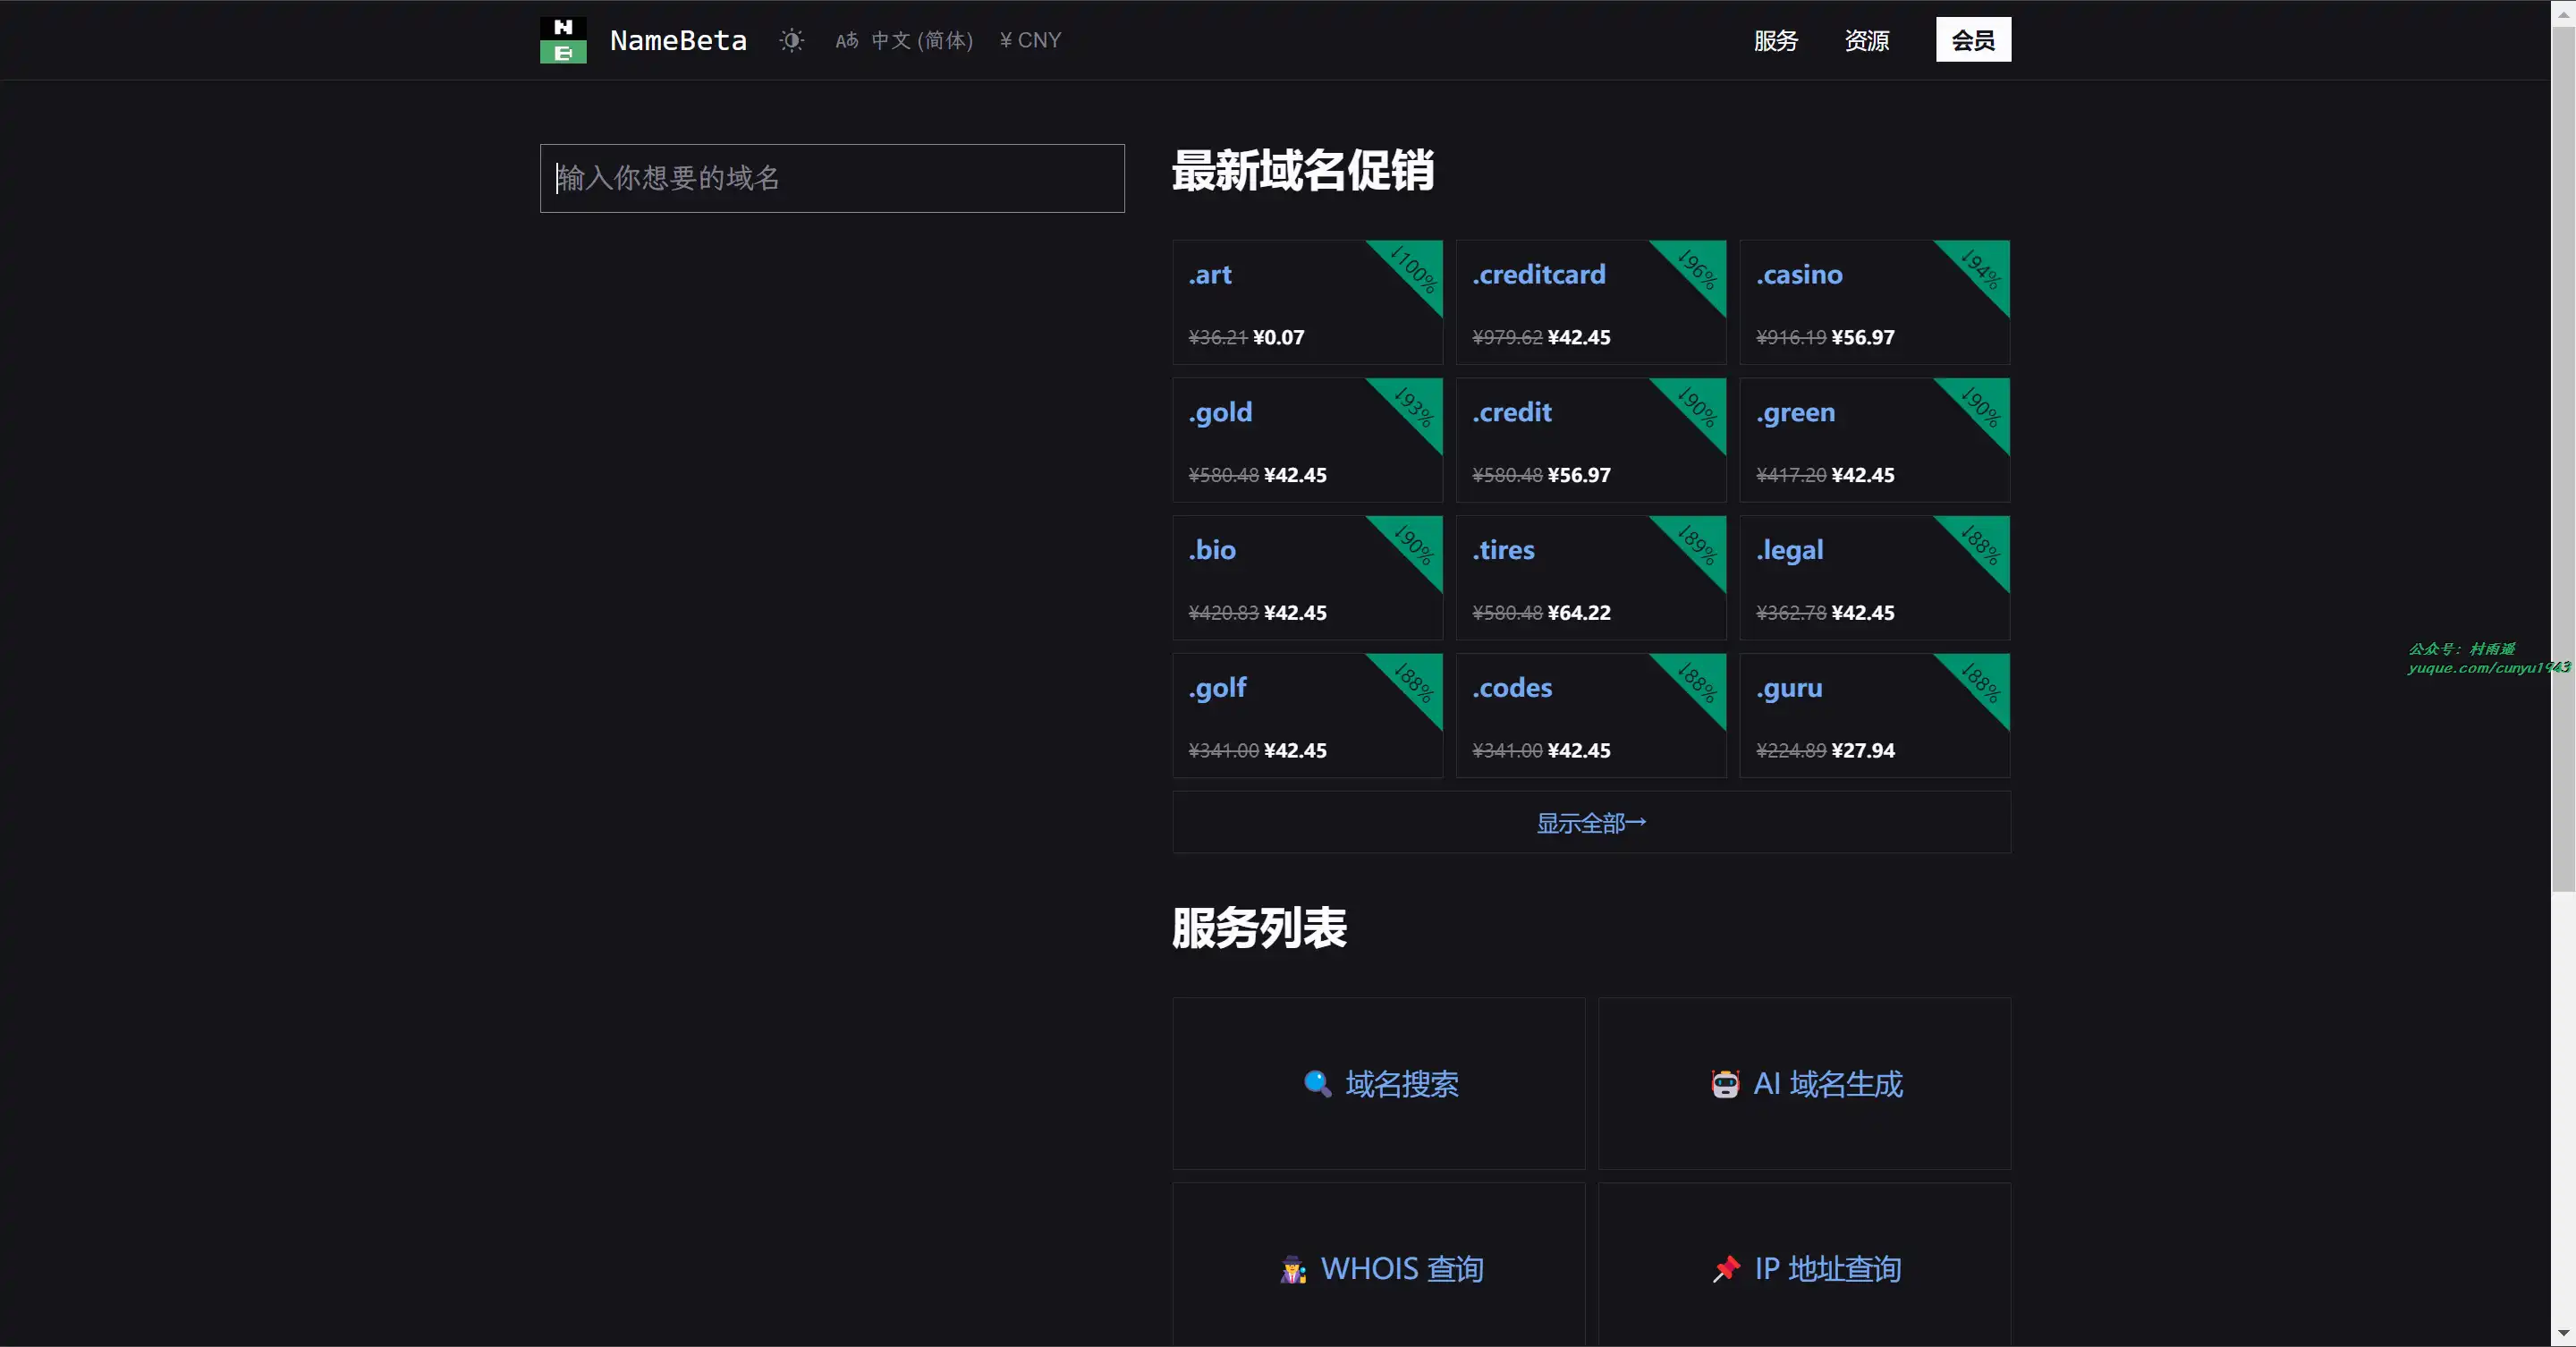 NameBeta
Aあ 中文 (简体)
¥ CNY
服务
资源
会员
输入你想要的域名
最新域名促销
.art
↓100%
¥36.21 ¥0.07
.creditcard
↓96%
¥979.62 ¥42.45
.casino
↓94%
¥916.19 ¥56.97
.gold
↓93%
¥580.48 ¥42.45
.credit
↓90%
¥580.48 ¥56.97
.green
↓90%
¥417.20 ¥42.45
.bio
↓90%
¥420.83 ¥42.45
.tires
↓89%
¥580.48 ¥64.22
.legal
↓88%
¥362.78 ¥42.45
.golf
↓88%
¥341.00 ¥42.45
.codes
↓88%
¥341.00 ¥42.45
.guru
↓88%
¥224.89 ¥27.94
显示全部→
服务列表
域名搜索
AI 域名生成
WHOIS 查询
IP 地址查询
公众号：村雨遥
yuque.com/cunyu1943
N
B